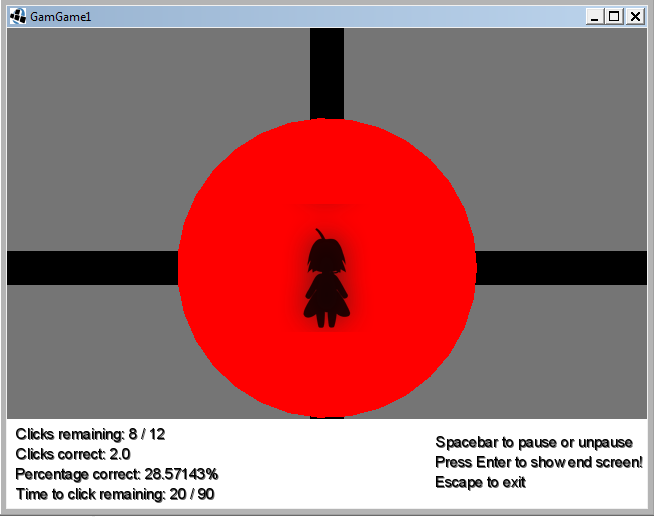 GamGame1
Clicks remaining: 8 / 12
Clicks correct: 2.0
Percentage correct: 28.57143%
Time to click remaining: 20 / 90
Spacebar to pause or unpause
Press Enter to show end screen!
Escape to exit